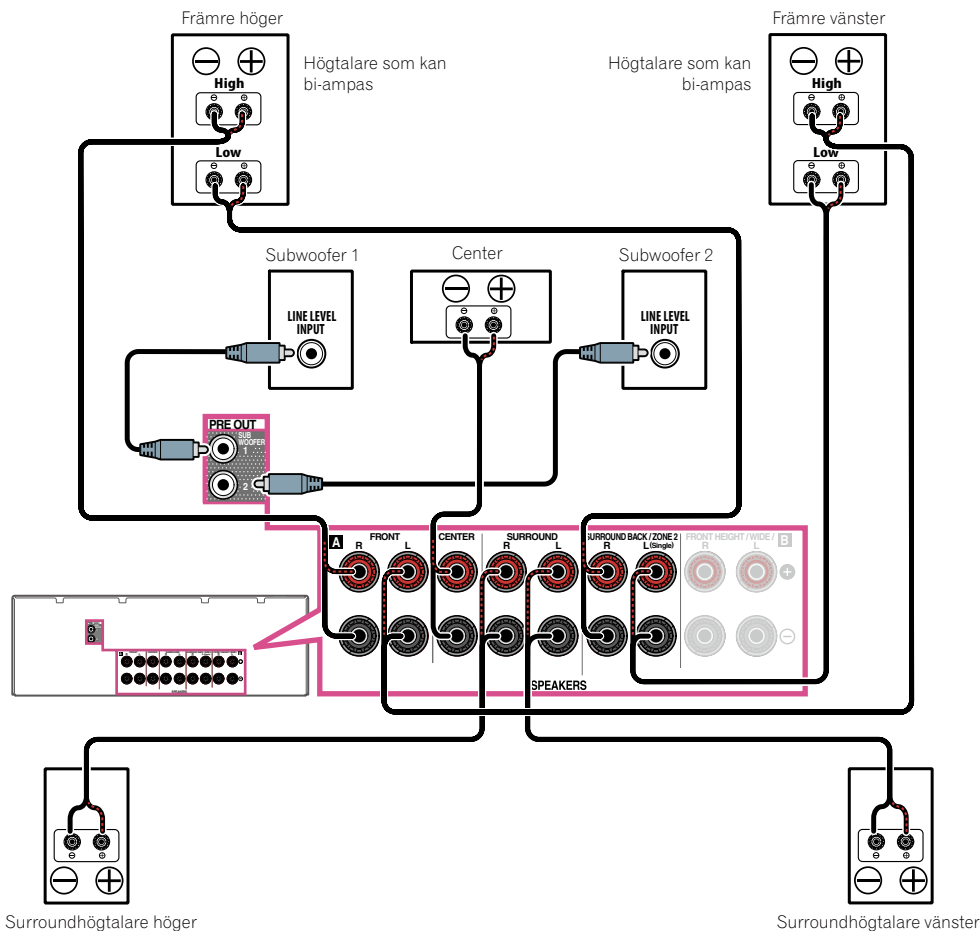 Främre höger
Främre vänster
Högtalare som kan
bi-ampas
Högtalare som kan
bi-ampas
High
Low
High
Low
Subwoofer 1
Center
Subwoofer 2
LINE LEVEL
INPUT
LINE LEVEL
INPUT
PRE OUT
SUB
WOOFER
1
2
A
FRONT
R
L
CENTER
SURROUND
R
L
SURROUND BACK / ZONE 2
R
L (Single)
FRONT HEIGHT / WIDE /
B
R
L
SPEAKERS
Surroundhögtalare höger
Surroundhögtalare vänster